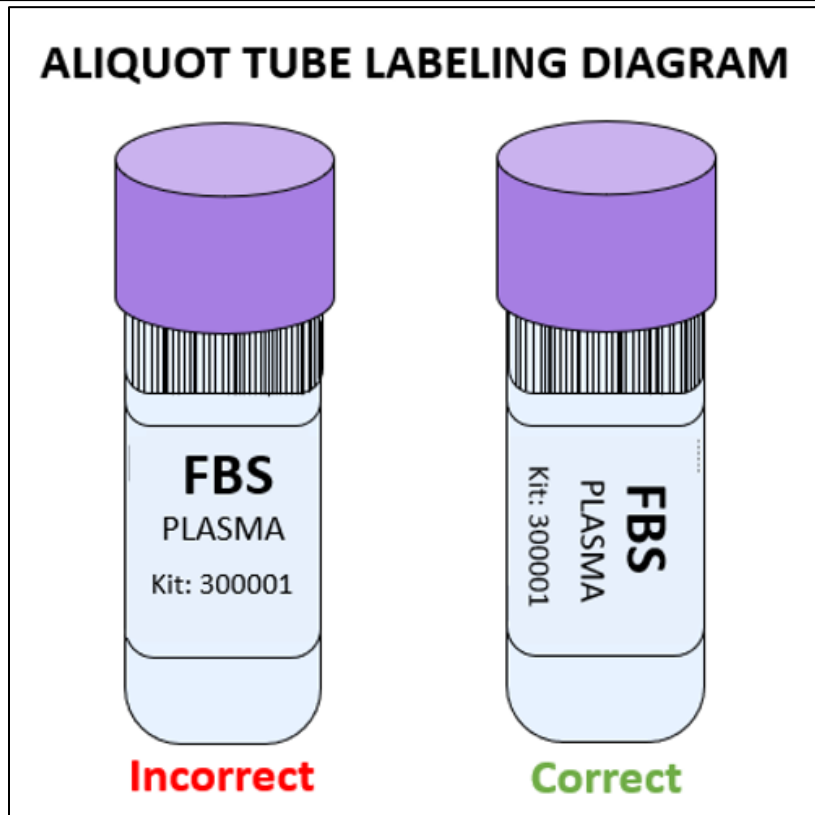 ALIQUOT TUBE LABELING DIAGRAM
FBS
PLASMA
Kit: 300001
Incorrect
FBS
PLASMA
Kit: 300001
Correct